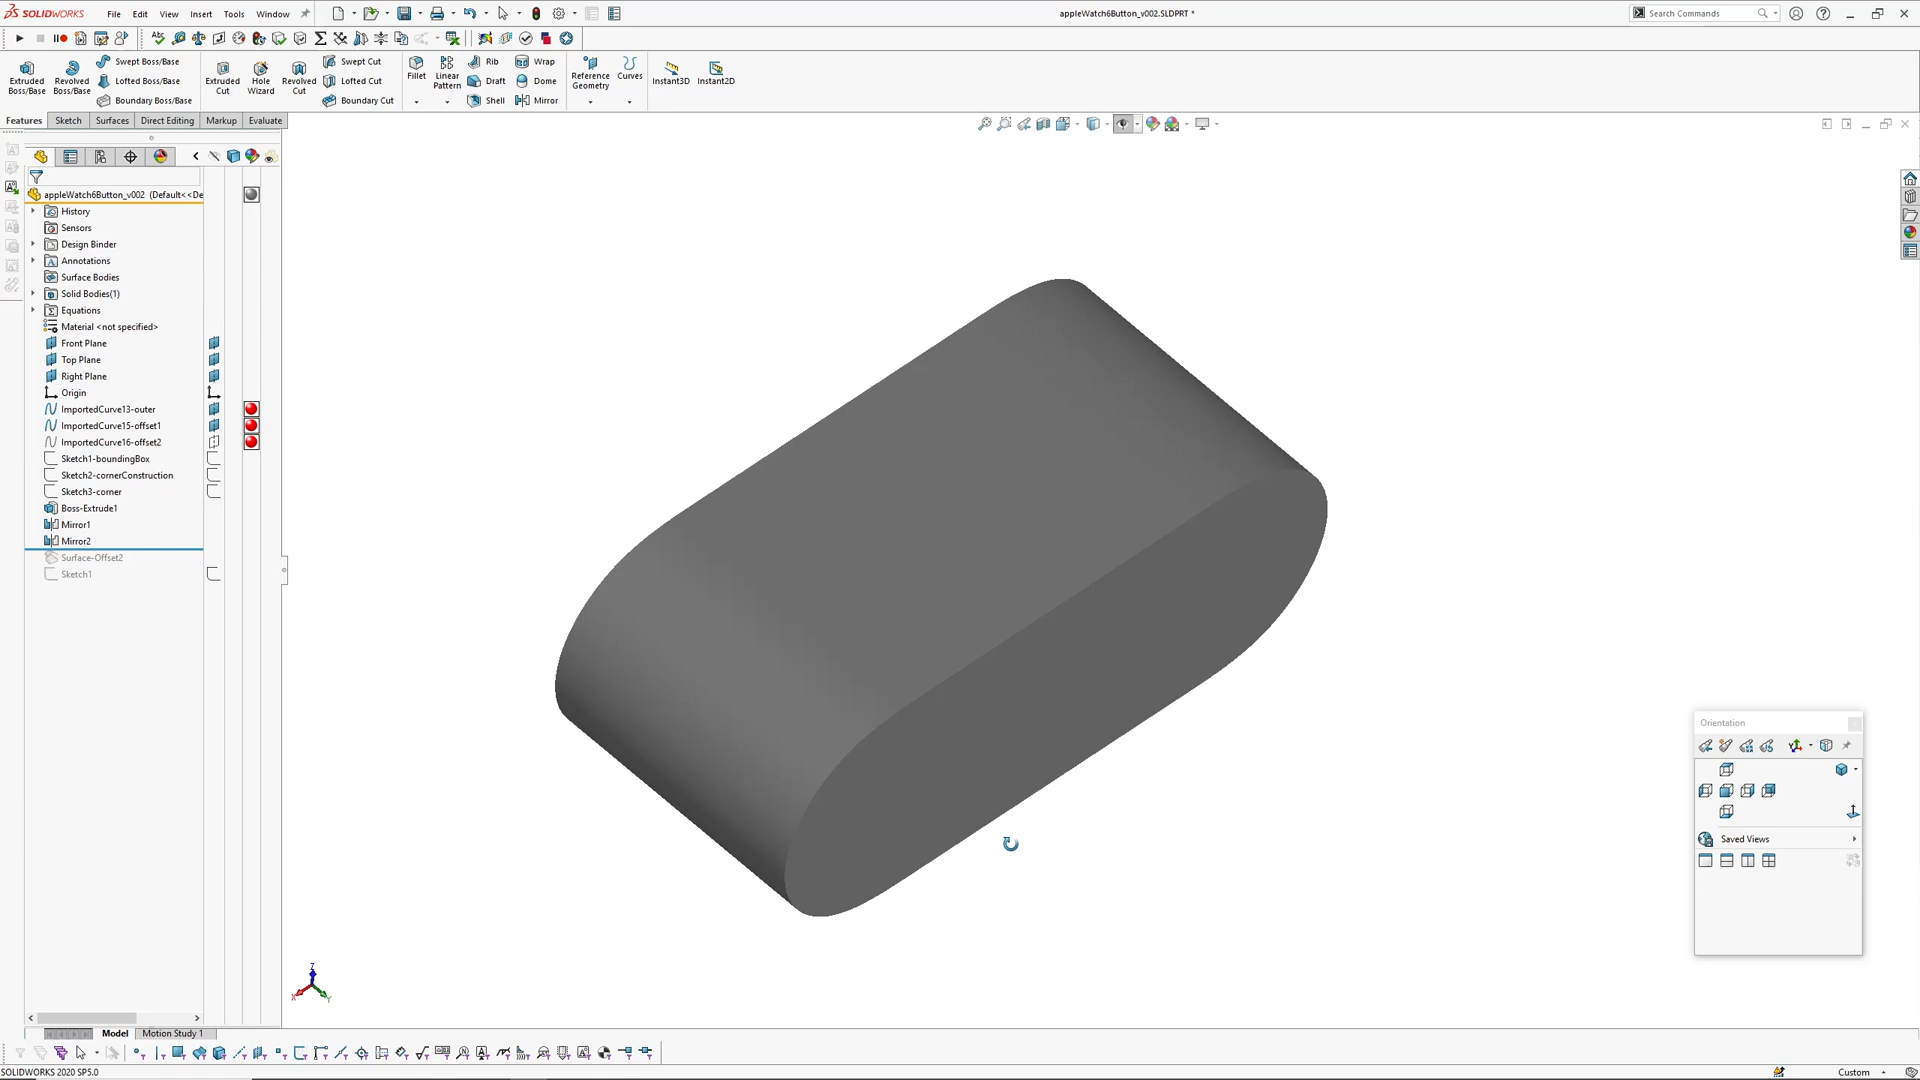 SOLIDWORKS
File Edit View Insert Tools Window
appleWatch6Button_v002.SLDPRT *
Search Commands
Extruded Boss/Base
Revolved Boss/Base
Swept Boss/Base
Lofted Boss/Base
Boundary Boss/Base
Extruded Cut
Hole Wizard
Revolved Cut
Swept Cut
Lofted Cut
Boundary Cut
Fillet
Linear Pattern
Rib
Draft
Shell
Wrap
Dome
Mirror
Reference Geometry
Curves
Instant3D
Instant2D
Features Sketch Surfaces Direct Editing Markup Evaluate
appleWatch6Button_v002 (Default<<De
History
Sensors
Design Binder
Annotations
Surface Bodies
Solid Bodies(1)
Equations
Material <not specified>
Front Plane
Top Plane
Right Plane
Origin
ImportedCurve13-outer
ImportedCurve15-offset1
ImportedCurve16-offset2
Sketch1-boundingBox
Sketch2-cornerConstruction
Sketch3-corner
Boss-Extrude1
Mirror1
Mirror2
Surface-Offset2
Sketch1
Orientation
Saved Views
Z
X
Y
Model Motion Study 1
SOLIDWORKS 2020 SP5.0
Custom